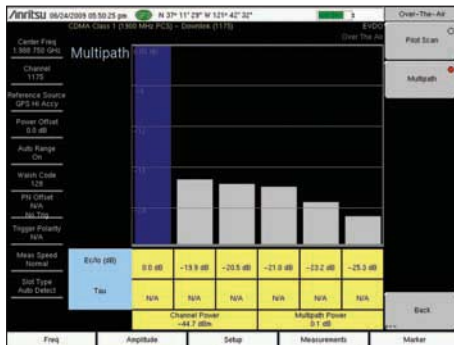 /Anritsu 06/24/2009 05:50:25 pm N 37° 11' 29" W 121° 42' 32"
CDMA Class 1 (1900 MHz PCS) - Downlink (1175) EVDO
Over The Air
Over-The-Air
Pilot Scan
Multipath
Back
Center Freq
1.988 750 GHz
Channel
1175
Reference Source
GPS Hi Accy
Power Offset
0.0 dB
Auto Range
On
Walsh Code
128
PN Offset
N/A
No Trig
Trigger Polarity
N/A
Meas Speed
Normal
Slot Type
Auto Detect
Multipath
Ec/Io (dB) 0.0 dB -19.9 dB -20.5 dB -21.0 dB -23.2 dB -25.3 dB
Tau N/A N/A N/A N/A N/A N/A
Channel Power Multipath Power
-44.7 dBm 0.1 dB
Freq Amplitude Setup Measurements Marker